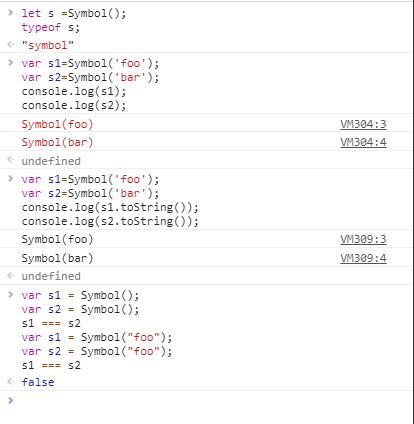 let s =Symbol();
typeof s;
"symbol"
var s1=Symbol('foo');
var s2=Symbol('bar');
console.log(s1);
console.log(s2);
Symbol(foo) VM304:3
Symbol(bar) VM304:4
undefined
var s1=Symbol('foo');
var s2=Symbol('bar');
console.log(s1.toString());
console.log(s2.toString());
Symbol(foo) VM309:3
Symbol(bar) VM309:4
undefined
var s1 = Symbol();
var s2 = Symbol();
s1 === s2
var s1 = Symbol("foo");
var s2 = Symbol("foo");
s1 === s2
false